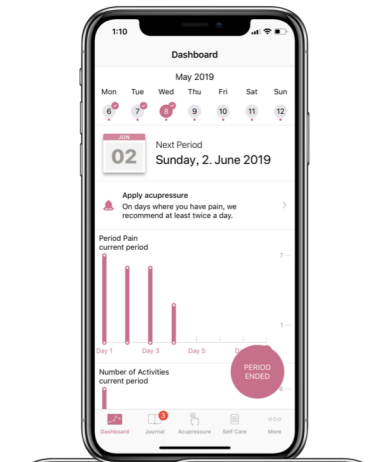 1:10
Dashboard
May 2019
Mon Tue Wed Thu Fri Sat Sun
6 7 8 9 10 11 12
JUN
02
Next Period
Sunday, 2. June 2019
Apply acupressure
On days where you have pain, we
recommend at least twice a day.
Period Pain
current period
7
1
Day 1 Day 3 Day 5
PERIOD
ENDED
Number of Activities
current period
6
3
Dashboard Journal Acupressure Self Care More